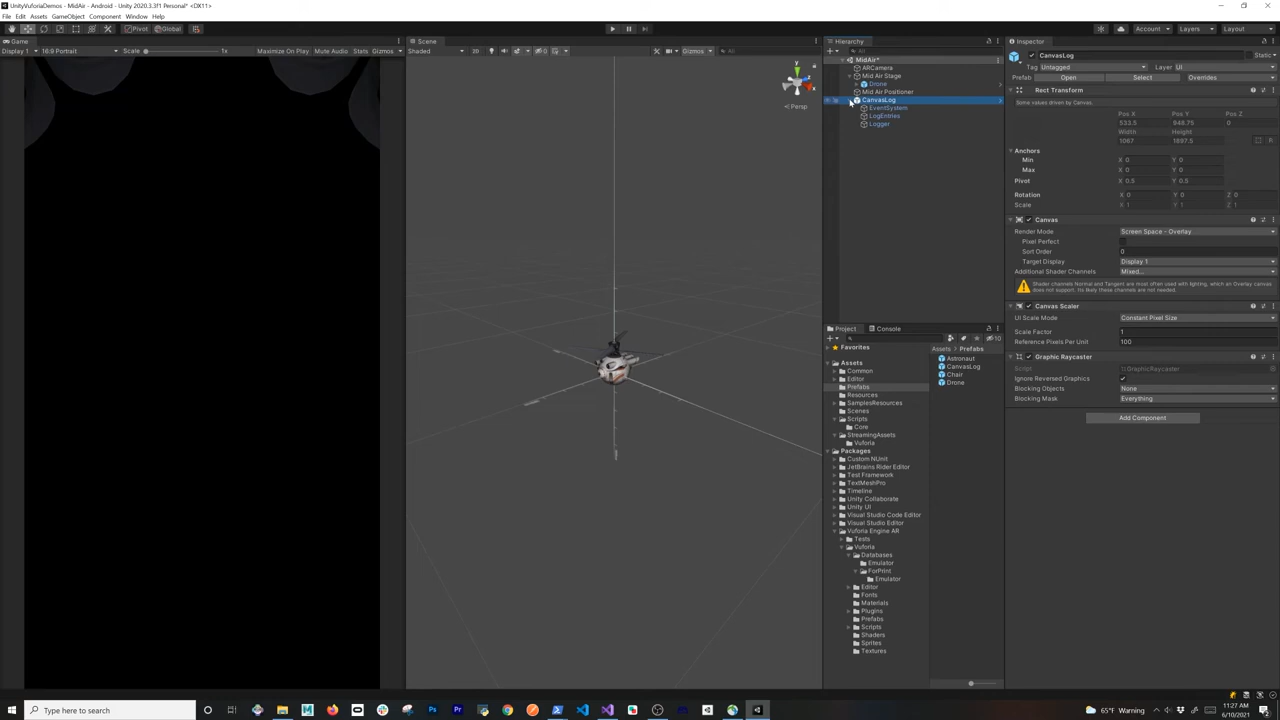 UnityVuforiaDemos - MidAir - Android - Unity 2020.3.3f1 Personal* <DX11>
File Edit Assets GameObject Component Window Help
Pivot Global Account Layers Layout
Game
Display 1 16:9 Portrait Scale 1x Maximize On Play Mute Audio Stats Gizmos
Scene
Shaded 2D Gizmos All
Persp
y
x
z
Hierarchy
All
MidAir*
ARCamera
Mid Air Stage
Drone
Mid Air Positioner
CanvasLog
EventSystem
LogEntries
Logger
Project Console
10
Favorites
Assets
Common
Editor
Prefabs
Resources
SamplesResources
Scenes
Scripts
Core
StreamingAssets
Vuforia
Packages
Custom NUnit
JetBrains Rider Editor
Test Framework
TextMeshPro
Timeline
Unity Collaborate
Unity UI
Visual Studio Code Editor
Visual Studio Editor
Vuforia Engine AR
Tests
Vuforia
Databases
Emulator
ForPrint
Emulator
Editor
Fonts
Materials
Plugins
Prefabs
Scripts
Shaders
Sprites
Textures
Assets > Prefabs
Astronaut
CanvasLog
Chair
Drone
Inspector
CanvasLog Static
Tag Untagged Layer UI
Prefab Open Select Overrides
Rect Transform
Some values driven by Canvas.
Pos X Pos Y Pos Z
533.5 948.75 0
Width Height
1067 1897.5
Anchors
Min X 0 Y 0
Max X 0 Y 0
Pivot X 0.5 Y 0.5
Rotation X 0 Y 0 Z 0
Scale X 1 Y 1 Z 1
Canvas
Render Mode Screen Space - Overlay
Pixel Perfect
Sort Order 0
Target Display Display 1
Additional Shader Channels Mixed...
Shader channels Normal and Tangent are most often used with lighting, which an Overlay canvas
does not support. Its likely these channels are not needed.
Canvas Scaler
UI Scale Mode Constant Pixel Size
Scale Factor 1
Reference Pixels Per Unit 100
Graphic Raycaster
Script GraphicRaycaster
Ignore Reversed Graphics
Blocking Objects None
Blocking Mask Everything
Add Component
Type here to search
65°F Warning
11:27 AM
6/10/2021